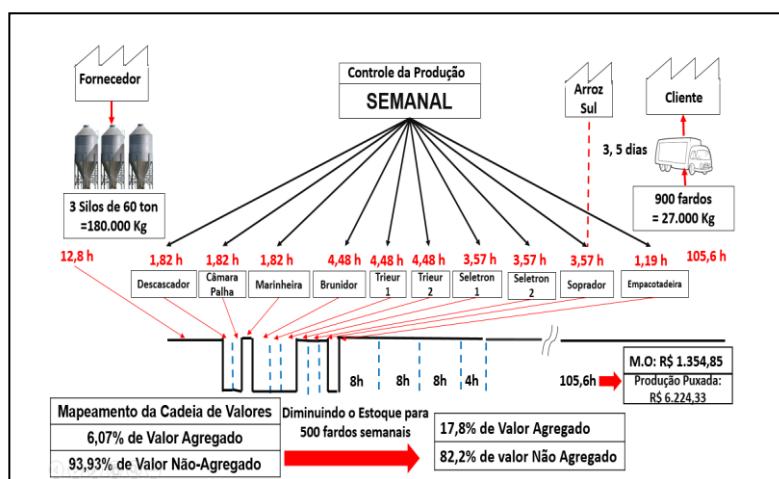 Fornecedor
3 Silos de 60 ton
=180.000 Kg
Controle da Produção
SEMANAL
Arroz
Sul
Cliente
3, 5 dias
900 fardos
= 27.000 Kg
12,8 h
1,82 h
1,82 h
1,82 h
4,48 h
4,48 h
4,48 h
3,57 h
3,57 h
3,57 h
1,19 h
105,6 h
Descascador
Câmara
Palha
Marinheira
Brunidor
Trieur
1
Trieur
2
Seletron
1
Seletron
2
Soprador
Empacotadeira
8h
8h
8h
4h
105,6h
M.O: R$ 1.354,85
Produção Puxada:
R$ 6.224,33
Mapeamento da Cadeia de Valores
6,07% de Valor Agregado
93,93% de Valor Não-Agregado
Diminuindo o Estoque para
500 fardos semanais
17,8% de Valor Agregado
82,2% de valor Não Agregado